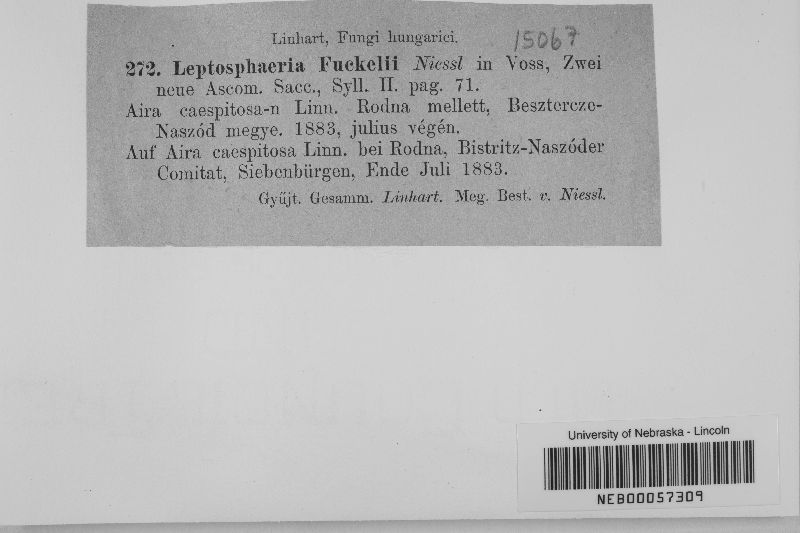 Linhart, Fungi hungarici.
15067
272. Leptosphaeria Fuckelii Niessl in Voss, Zwei
neue Ascom. Sacc., Syll. II. pag. 71.
Aira caespitosa-n Linn. Rodna mellett, Besztercze-
Naszód megye. 1883, julius végén.
Auf Aira caespitosa Linn. bei Rodna, Bistritz-Naszóder
Comitat, Siebenbürgen, Ende Juli 1883.
Gyűjt. Gesamm. Linhart. Meg. Best. v. Niessl.
University of Nebraska - Lincoln
NEB00057309